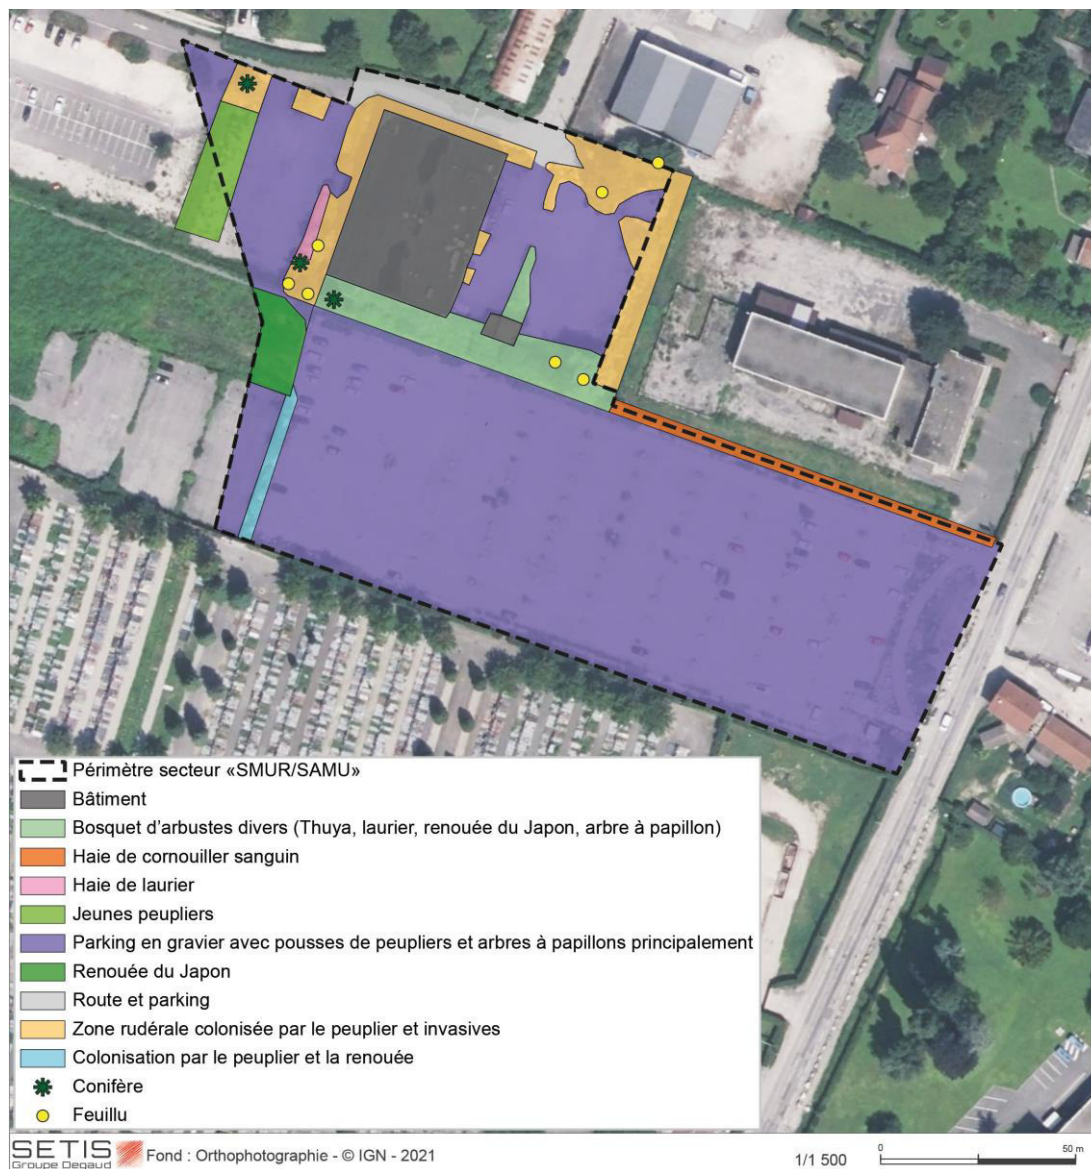 Périmètre secteur «SMUR/SAMU»
Bâtiment
Bosquet d'arbustes divers (Thuya, laurier, renouée du Japon, arbre à papillon)
Haie de cornouiller sanguin
Haie de laurier
Jeunes peupliers
Parking en gravier avec pousses de peupliers et arbres à papillons principalement
Renouée du Japon
Route et parking
Zone rudérale colonisée par le peuplier et invasives
Colonisation par le peuplier et la renouée
Conifère
Feuillu
SETIS
Groupe Degaud
Fond : Orthophotographie - © IGN - 2021
1/1 500
0
50 m